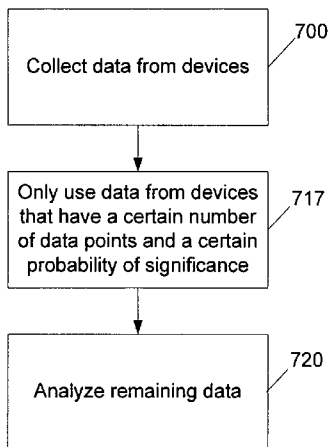 700
Collect data from devices
Only use data from devices
that have a certain number
of data points and a certain
probability of significance
717
720
Analyze remaining data